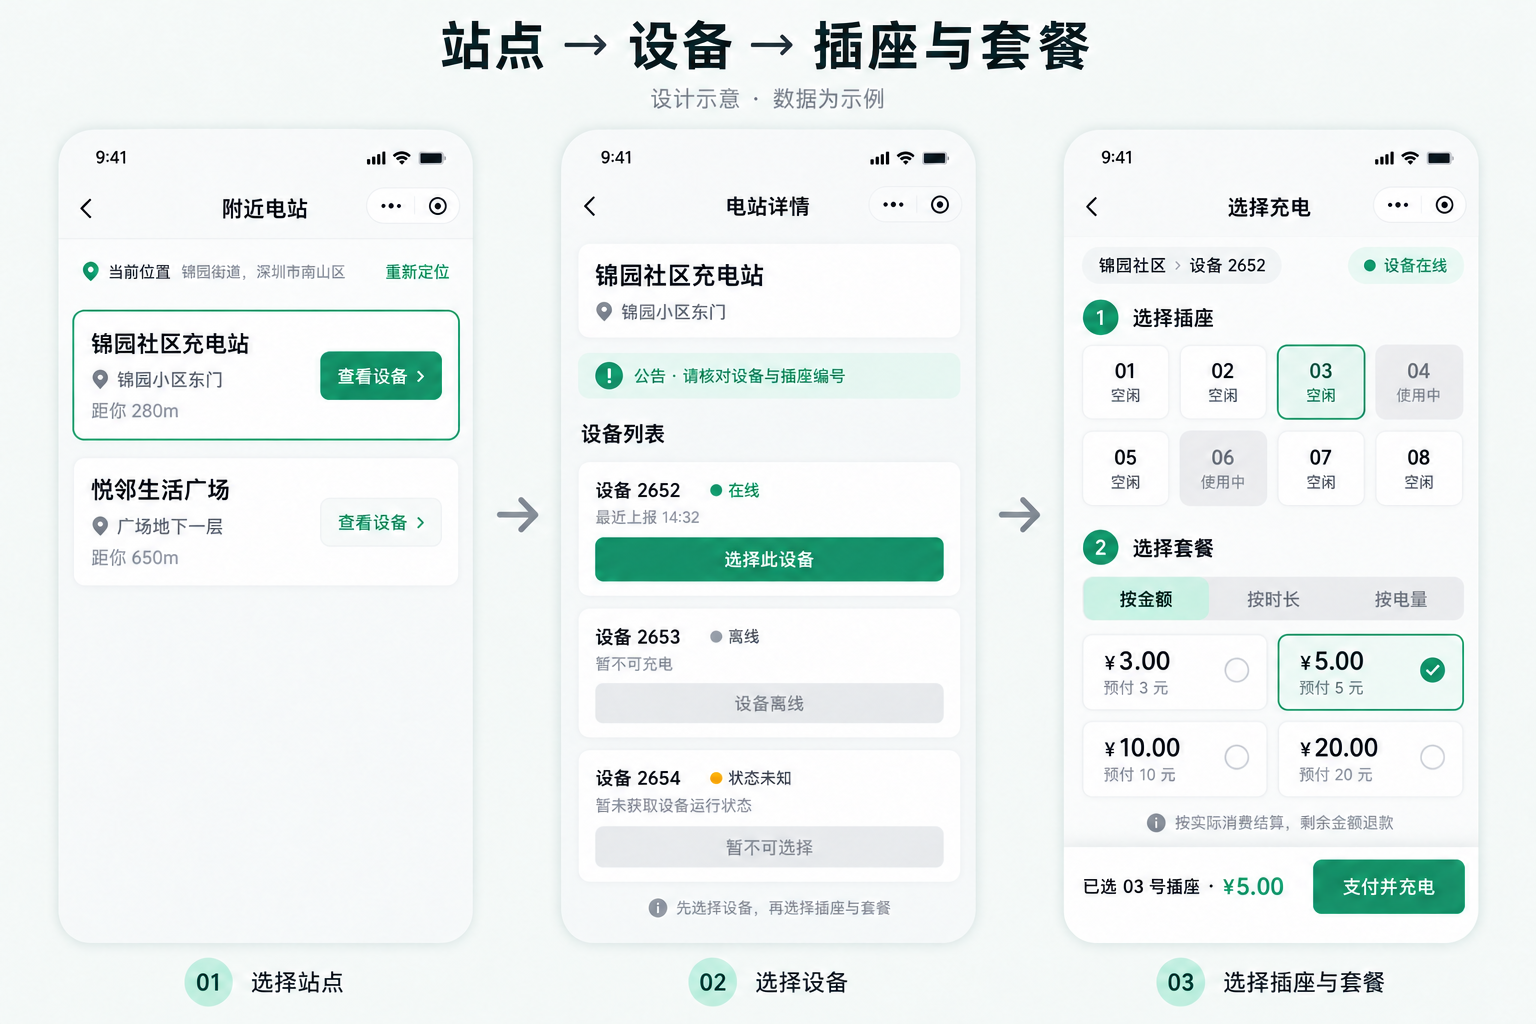 站点 → 设备 → 插座与套餐
设计示意 · 数据为示例
9:41
附近电站
当前位置 锦园街道，深圳市南山区 重新定位
锦园社区充电站
锦园小区东门
距你 280m
查看设备
悦邻生活广场
广场地下一层
距你 650m
查看设备
01 选择站点
9:41
电站详情
锦园社区充电站
锦园小区东门
公告 · 请核对设备与插座编号
设备列表
设备 2652 在线
最近上报 14:32
选择此设备
设备 2653 离线
暂不可充电
设备离线
设备 2654 状态未知
暂未获取设备运行状态
暂不可选择
先选择设备，再选择插座与套餐
02 选择设备
9:41
选择充电
锦园社区 > 设备 2652 设备在线
1 选择插座
01 02 03 04
空闲 空闲 空闲 使用中
05 06 07 08
空闲 使用中 空闲 空闲
2 选择套餐
按金额 按时长 按电量
¥3.00 ¥5.00
预付 3 元 预付 5 元
¥10.00 ¥20.00
预付 10 元 预付 20 元
按实际消费结算，剩余金额退款
已选 03 号插座 · ¥5.00 支付并充电
03 选择插座与套餐